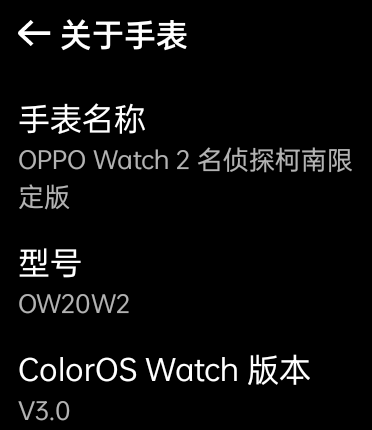 关于手表
手表名称
OPPO Watch 2 名侦探柯南限
定版
型号
OW20W2
ColorOS Watch 版本
V3.0